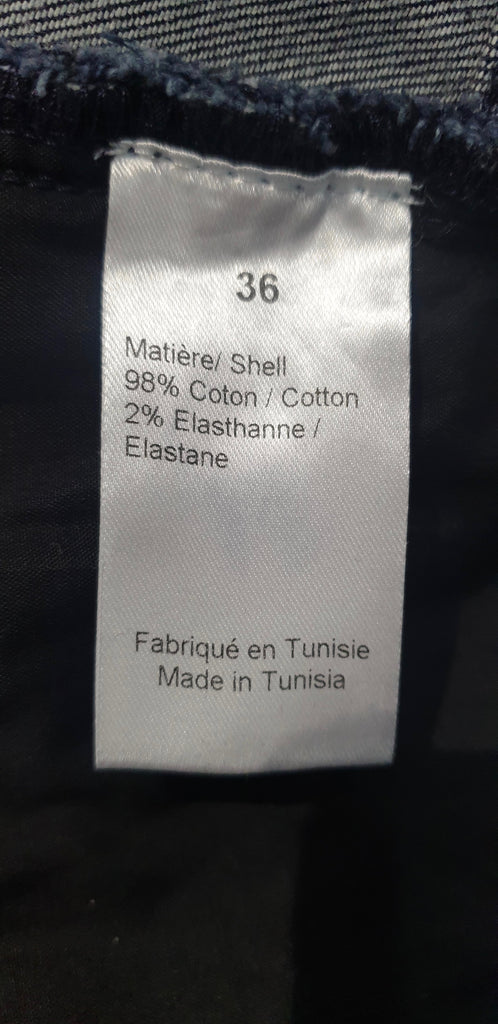 36
Matière/ Shell
98% Coton / Cotton
2% Elasthanne /
Elastane
Fabriqué en Tunisie
Made in Tunisia